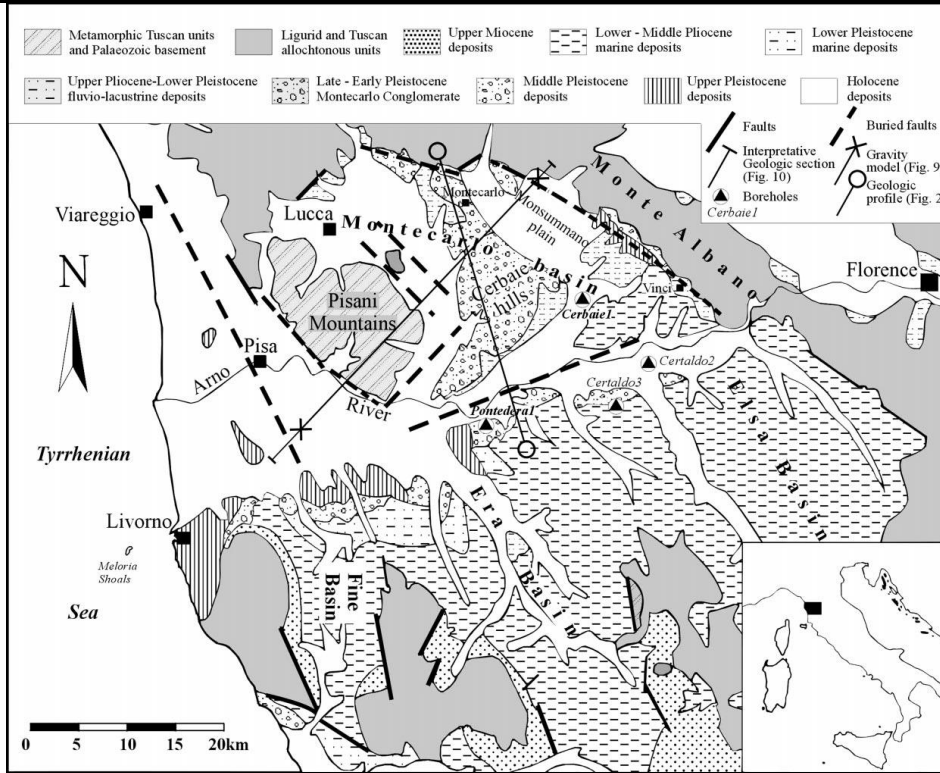 Metamorphic Tuscan units
and Palaeozoic basement
Ligurid and Tuscan
allochtonous units
Upper Miocene
deposits
Lower - Middle Pliocene
marine deposits
Lower Pleistocene
marine deposits
Upper Pliocene-Lower Pleistocene
fluvio-lacustrine deposits
Late - Early Pleistocene
Montecarlo Conglomerate
Middle Pleistocene
deposits
Upper Pleistocene
deposits
Holocene
deposits
Faults
Buried faults
Interpretative
Geologic section
(Fig. 10)
Gravity
model (Fig. 9
Boreholes
Cerbaie1
Geologic
profile (Fig. 2
Viareggio
Lucca
Montecarlo
Montecarlo basin
Monsummano
plain
Monte Albano
Florence
N
Pisani
Mountains
Cerbaie
hills
Vinci
Cerbaie1
Pisa
Arno
River
Certaldo2
Certaldo3
Pontedera1
Elsa Basin
Tyrrhenian
Livorno
Era Basin
Meloria
Shoals
Fine
Basin
Sea
0 5 10 15 20km